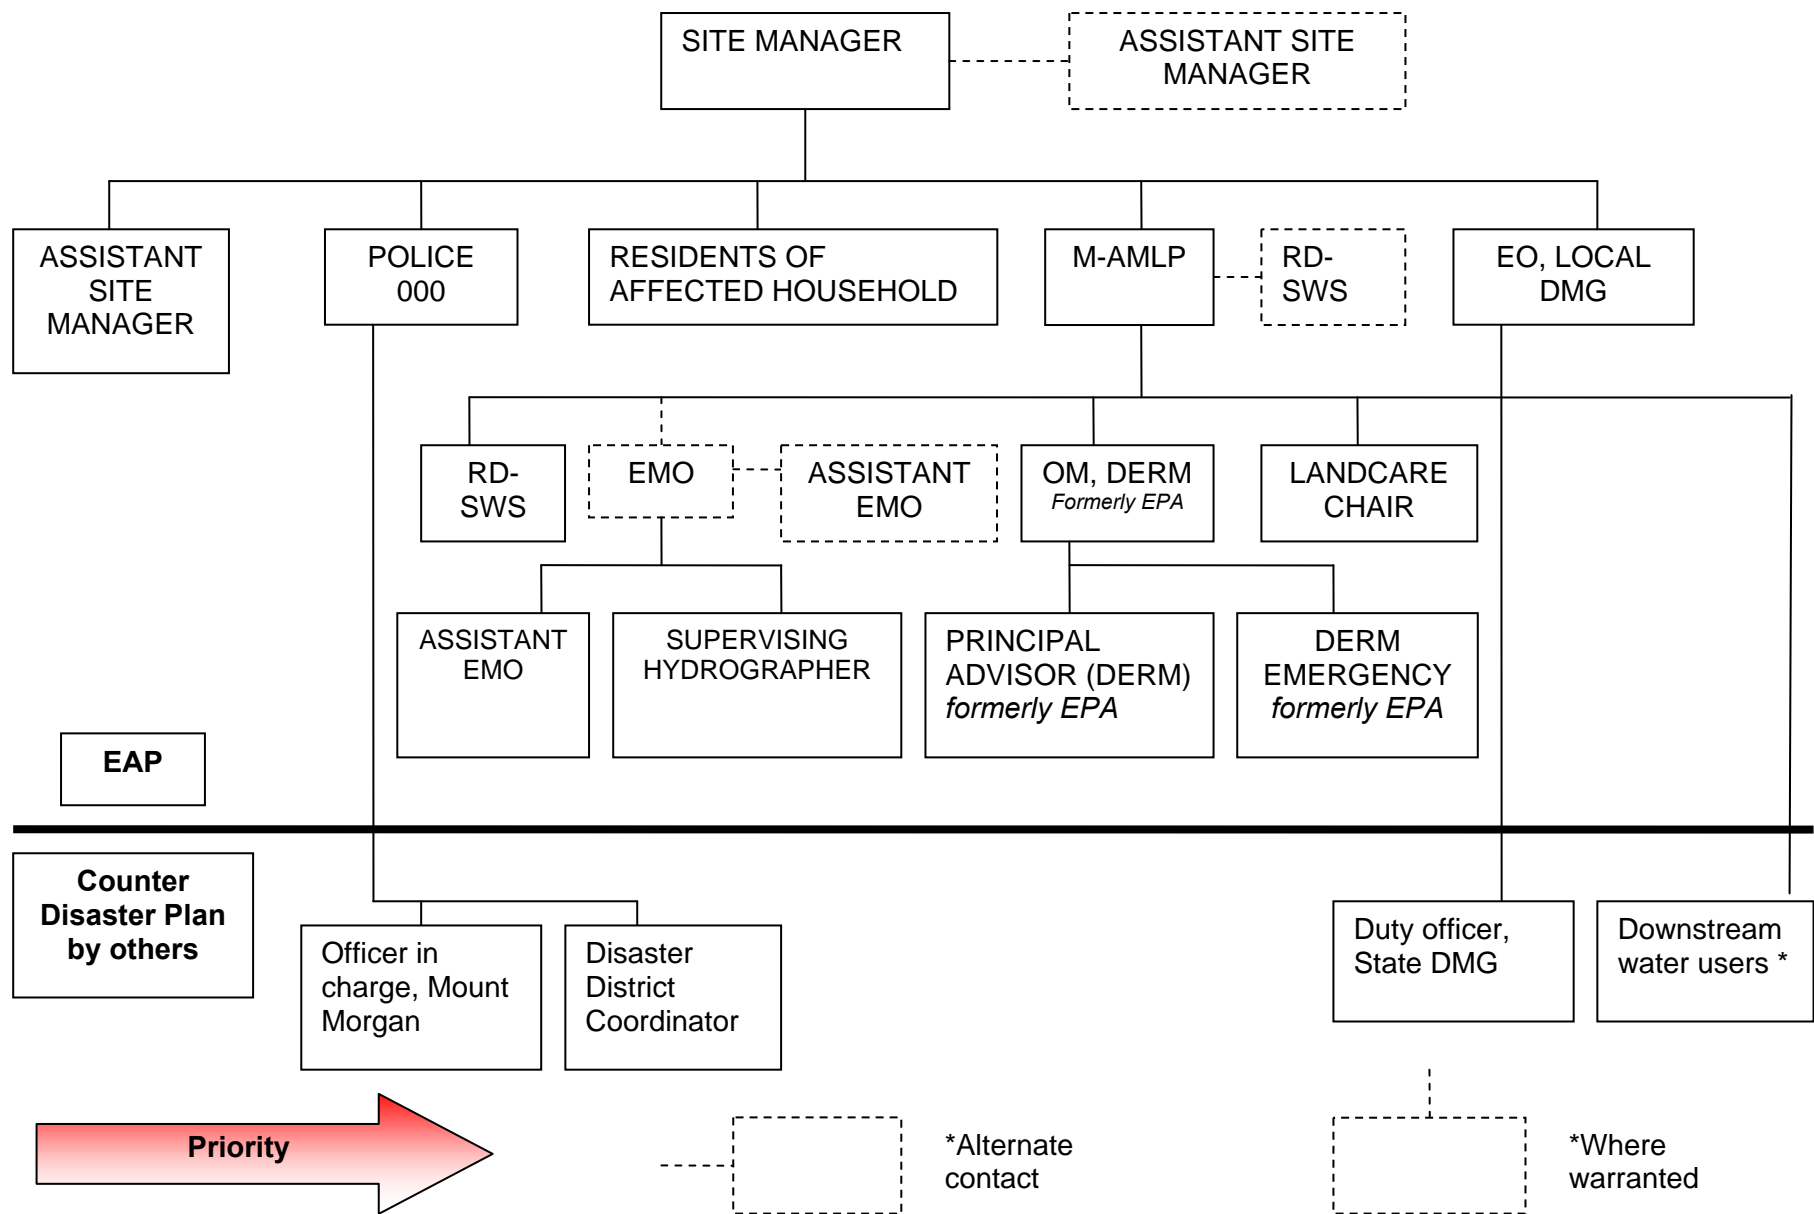 SITE MANAGER
ASSISTANT SITE
MANAGER
ASSISTANT
SITE
MANAGER
POLICE
000
RESIDENTS OF
AFFECTED HOUSEHOLD
M-AMLP
RD-
SWS
EO, LOCAL
DMG
RD-
SWS
EMO
ASSISTANT
EMO
OM, DERM
Formerly EPA
LANDCARE
CHAIR
ASSISTANT
EMO
SUPERVISING
HYDROGRAPHER
PRINCIPAL
ADVISOR (DERM)
formerly EPA
DERM
EMERGENCY
formerly EPA
EAP
Counter
Disaster Plan
by others
Officer in
charge, Mount
Morgan
Disaster
District
Coordinator
Duty officer,
State DMG
Downstream
water users *
Priority
*Alternate
contact
*Where
warranted